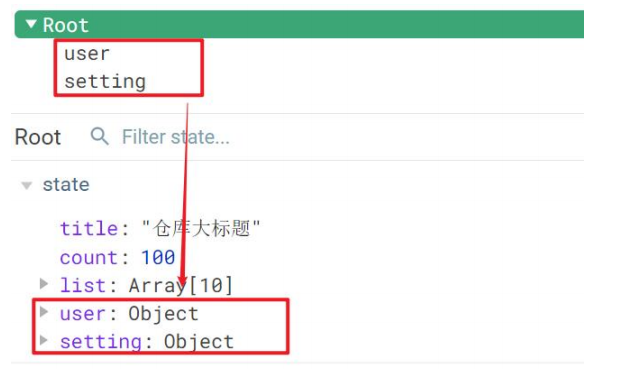 Root
user
setting
Root Filter state...
state
title: "仓库大标题"
count: 100
list: Array[10]
user: Object
setting: Object